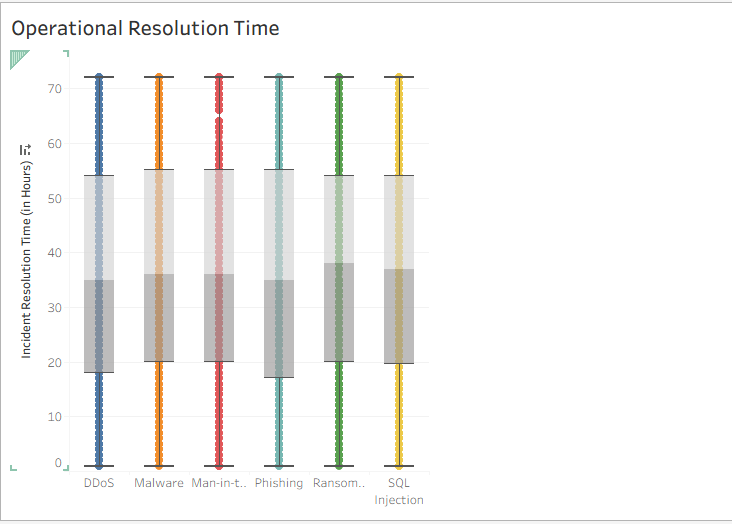 Operational Resolution Time
Incident Resolution Time (in Hours)
70
60
50
40
30
20
10
0
DDoS Malware Man-in-t.. Phishing Ransom.. SQL
Injection